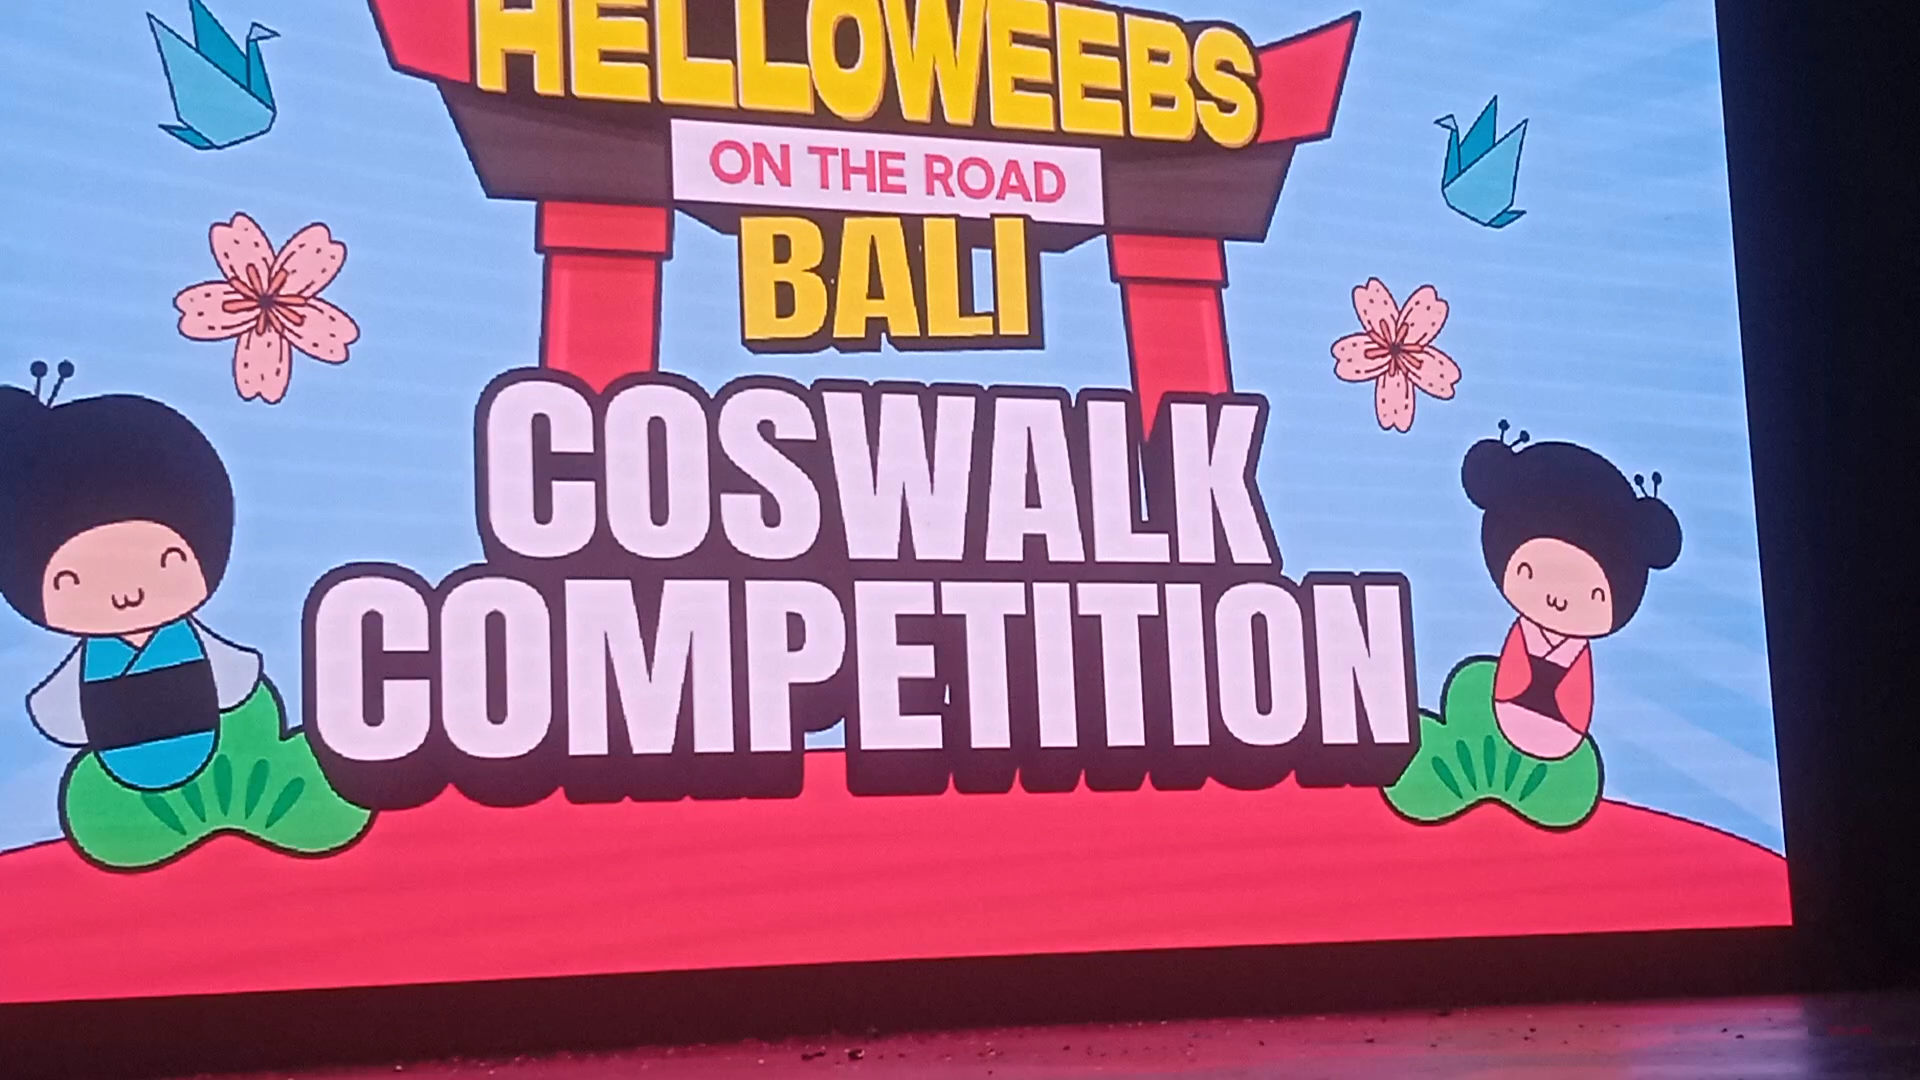 HELLOWEEBS
ON THE ROAD
BALI
COSWALK
COMPETITION